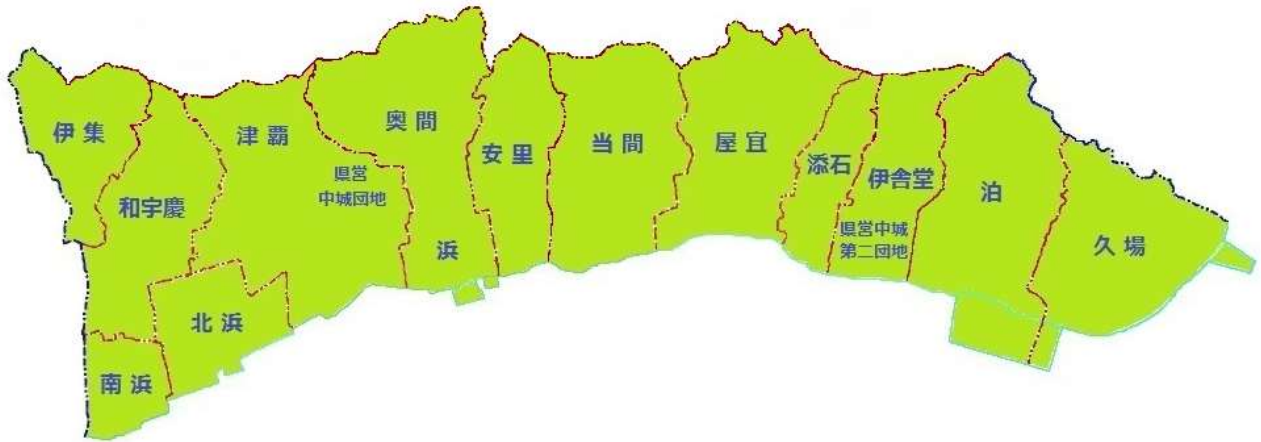 伊集
和宇慶
津覇
奥間
県営
中城団地
浜
安里
当間
屋宜
添石
伊舎堂
県営中城
第二団地
泊
久場
北浜
南浜